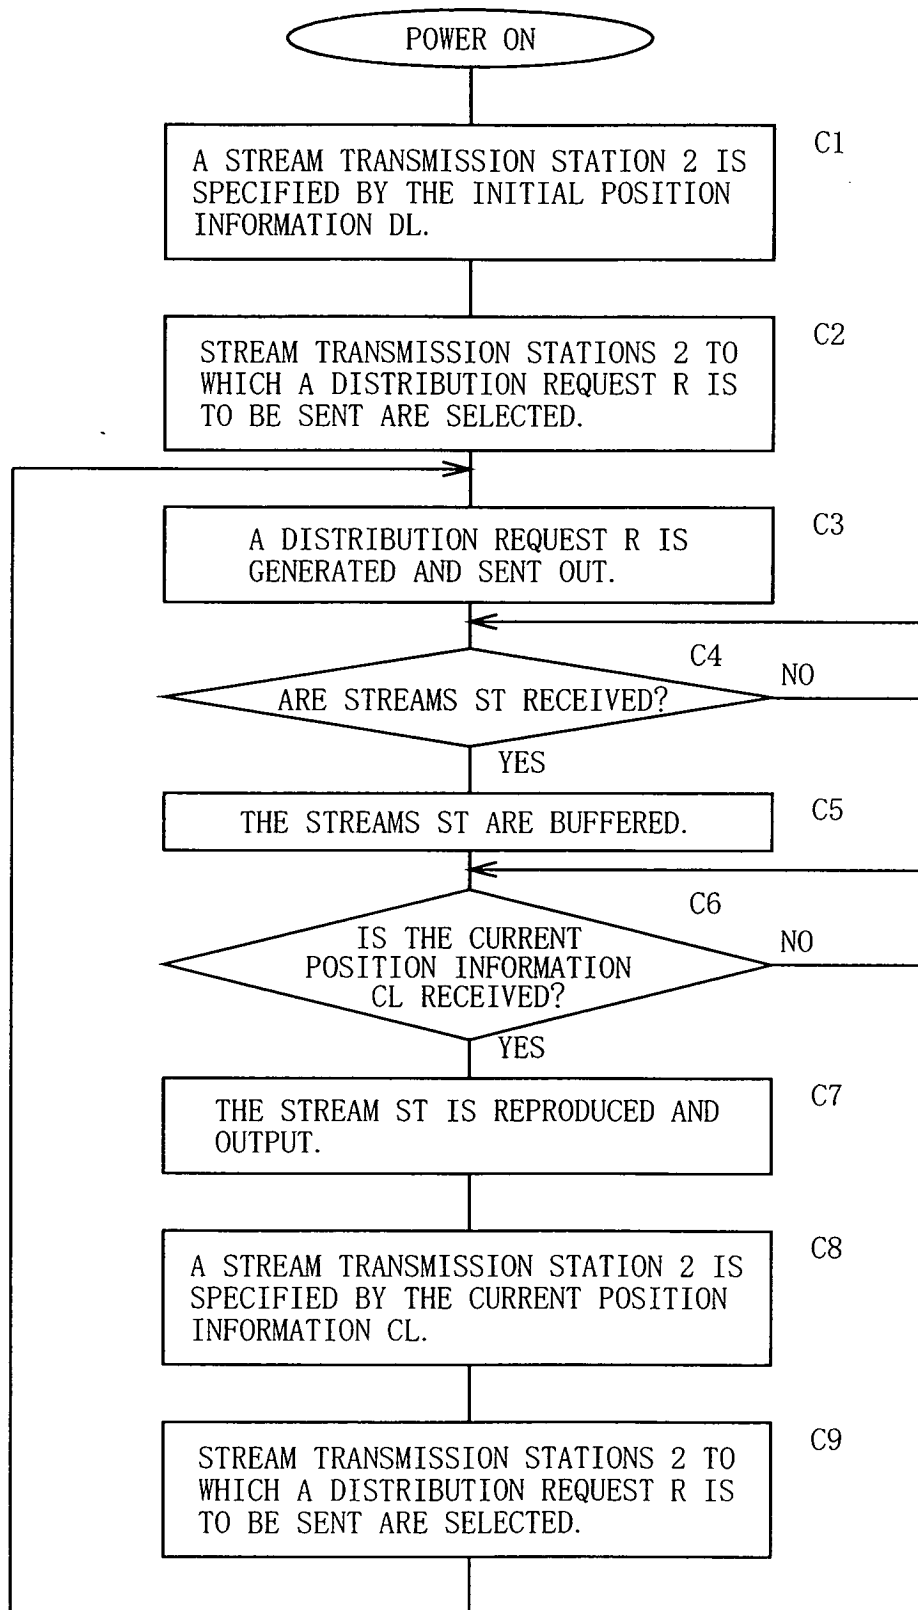 POWER ON
C1
A STREAM TRANSMISSION STATION 2 IS
SPECIFIED BY THE INITIAL POSITION
INFORMATION DL.
C2
STREAM TRANSMISSION STATIONS 2 TO
WHICH A DISTRIBUTION REQUEST R IS
TO BE SENT ARE SELECTED.
C3
A DISTRIBUTION REQUEST R IS
GENERATED AND SENT OUT.
C4
NO
ARE STREAMS ST RECEIVED?
YES
C5
THE STREAMS ST ARE BUFFERED.
C6
NO
IS THE CURRENT
POSITION INFORMATION
CL RECEIVED?
YES
C7
THE STREAM ST IS REPRODUCED AND
OUTPUT.
C8
A STREAM TRANSMISSION STATION 2 IS
SPECIFIED BY THE CURRENT POSITION
INFORMATION CL.
C9
STREAM TRANSMISSION STATIONS 2 TO
WHICH A DISTRIBUTION REQUEST R IS
TO BE SENT ARE SELECTED.